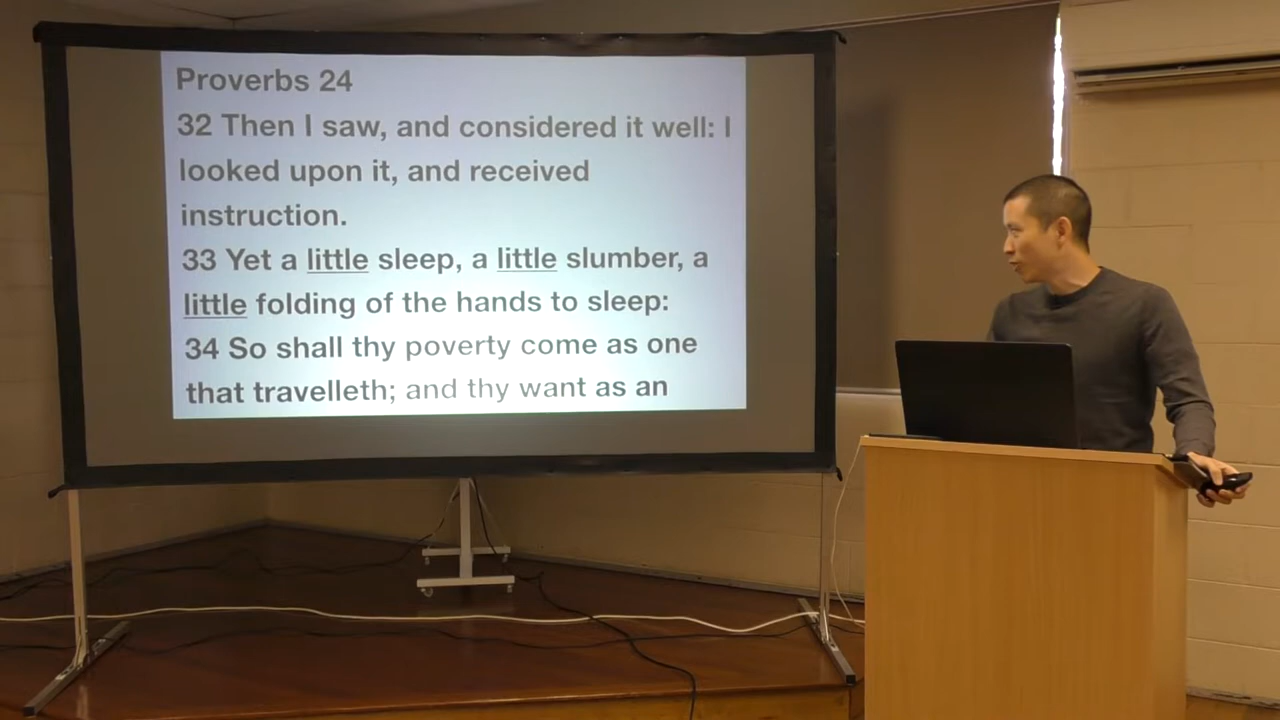 Proverbs 24
32 Then I saw, and considered it well: I
looked upon it, and received
instruction.
33 Yet a little sleep, a little slumber, a
little folding of the hands to sleep:
34 So shall thy poverty come as one
that travelleth; and thy want as an